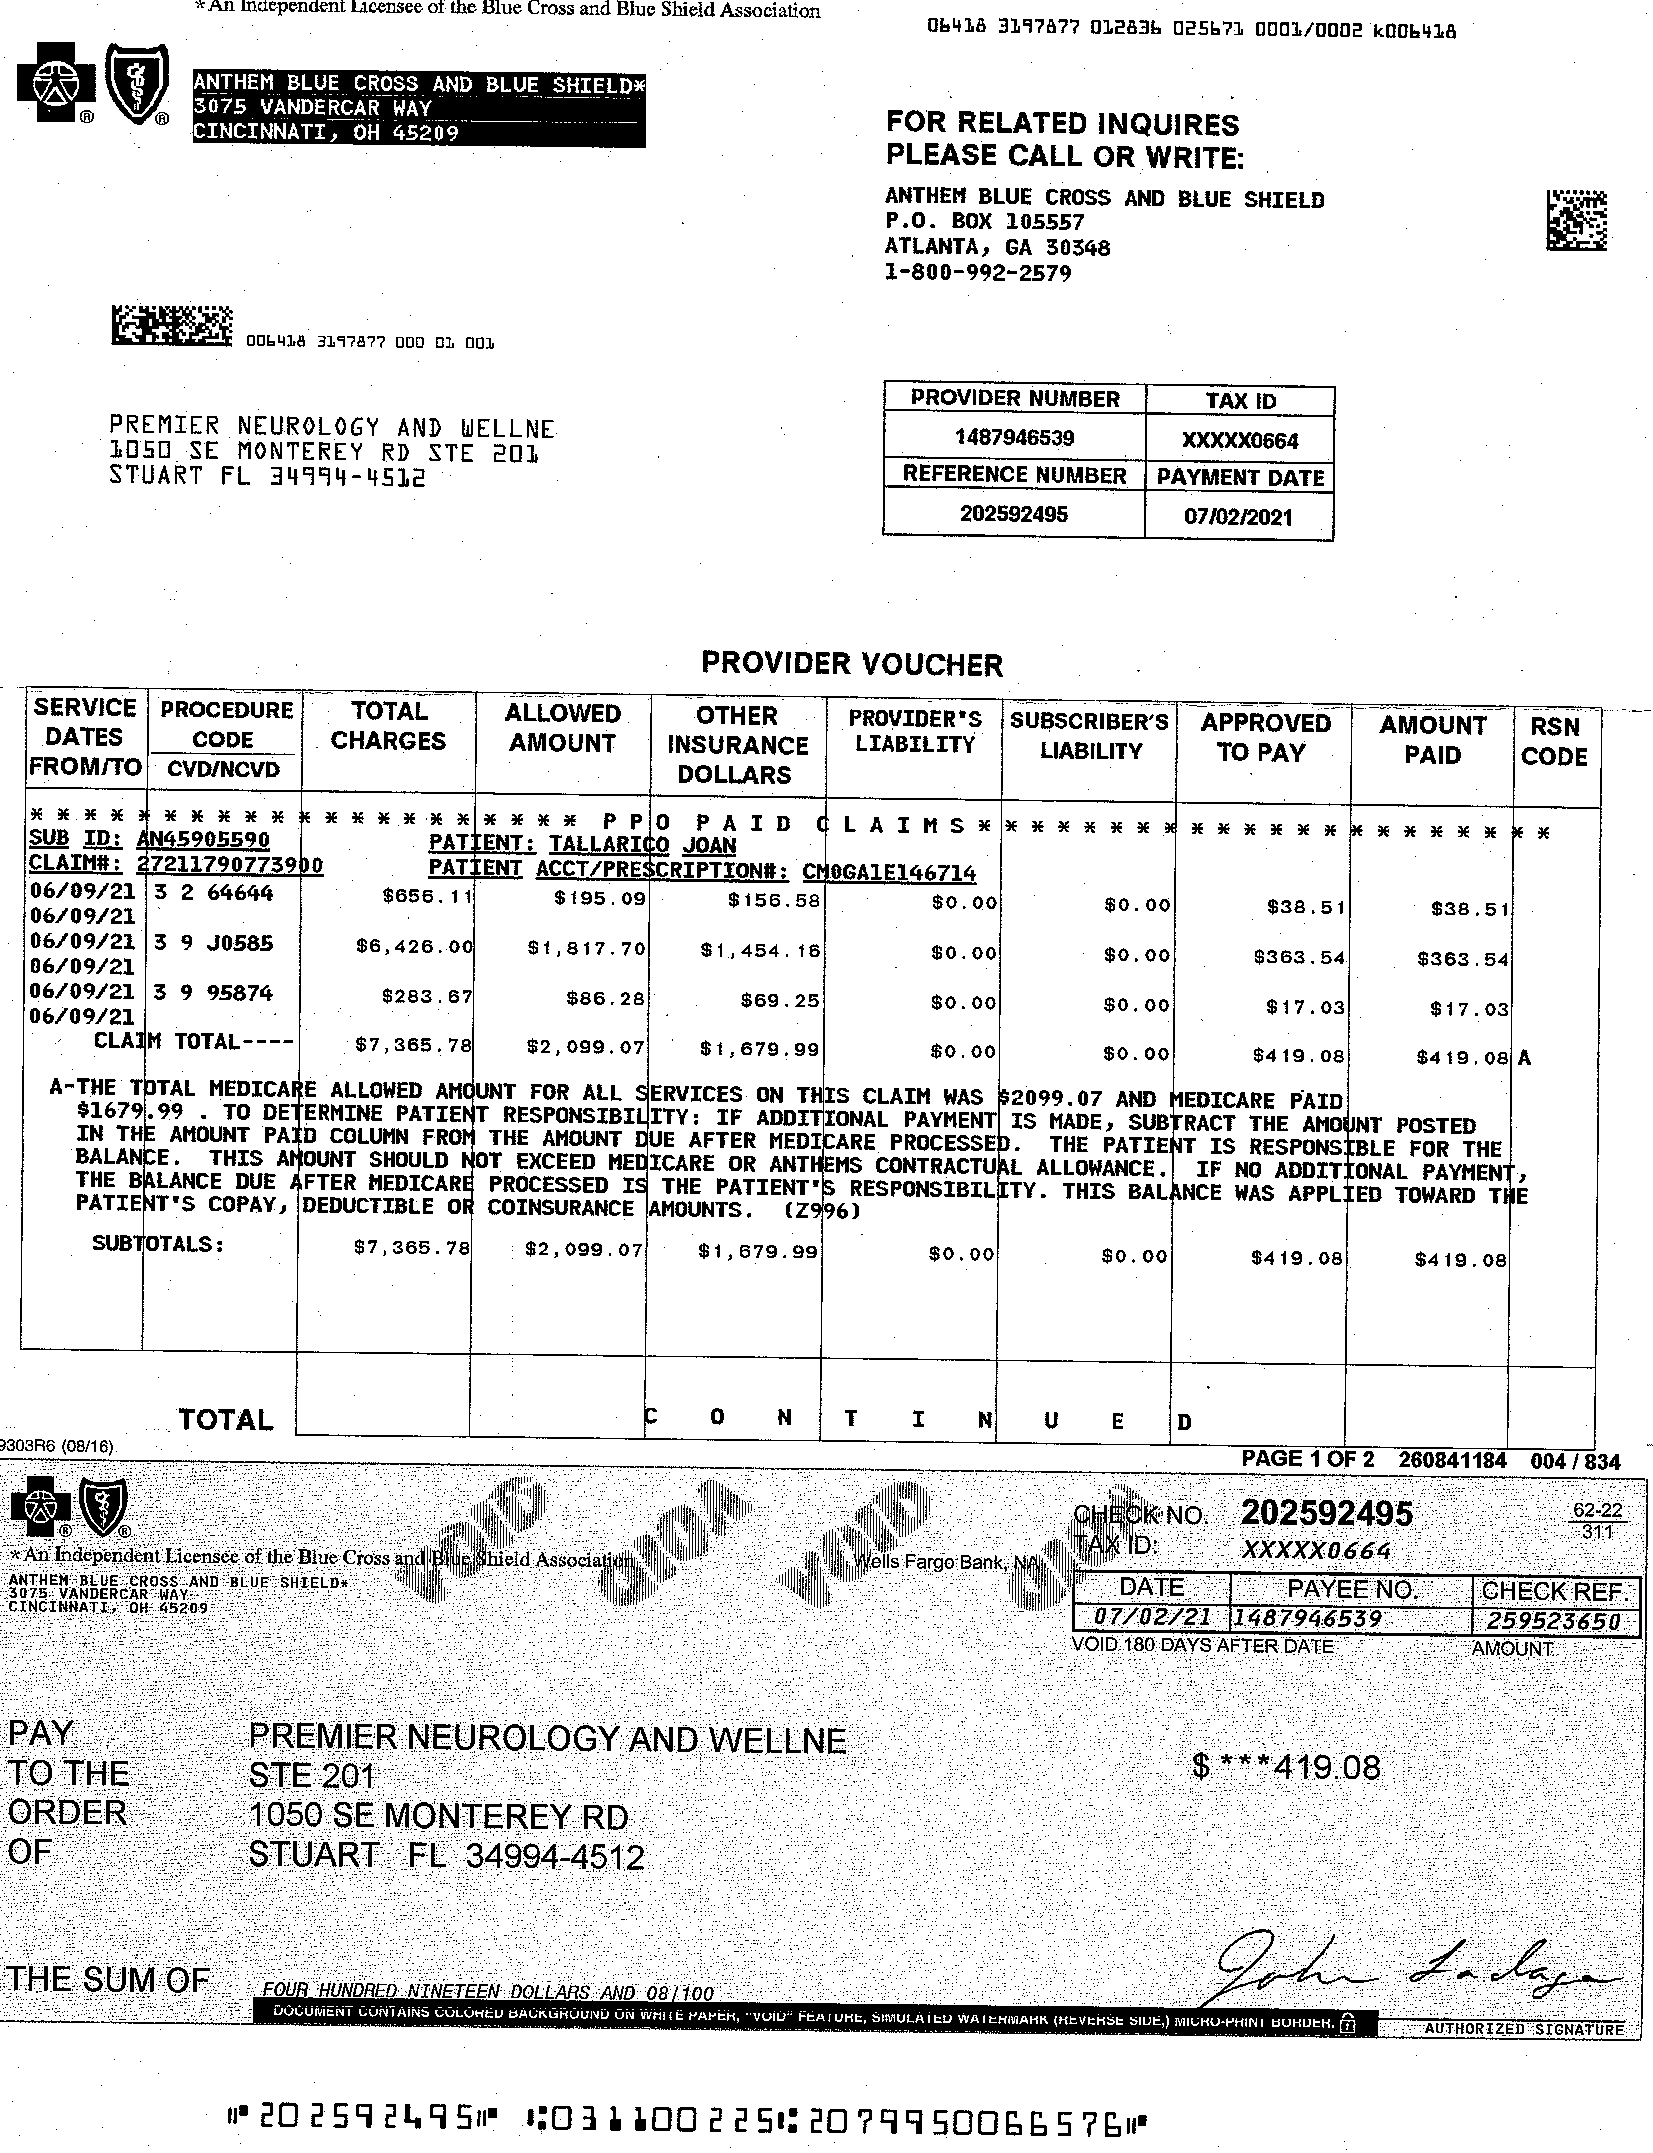 *An Independent Licensee of the Blue Cross and Blue Shield Association
06418 3197877 012836 025671 0001/0002 k006418
ANTHEM BLUE CROSS AND BLUE SHIELD*
3075 VANDERCAR WAY
CINCINNATI, OH 45209
FOR RELATED INQUIRES
PLEASE CALL OR WRITE:
ANTHEM BLUE CROSS AND BLUE SHIELD
P.O. BOX 105557
ATLANTA, GA 30348
1-800-992-2579
006418 3197877 000 01 001
PREMIER NEUROLOGY AND WELLNE
1050 SE MONTEREY RD STE 201
STUART FL 34994-4512
PROVIDER NUMBER TAX ID
1487946539 XXXXX0664
REFERENCE NUMBER PAYMENT DATE
202592495 07/02/2021
PROVIDER VOUCHER
SERVICE DATES FROM/TO PROCEDURE CODE CVD/NCVD TOTAL CHARGES ALLOWED AMOUNT OTHER INSURANCE DOLLARS PROVIDER'S LIABILITY SUBSCRIBER'S LIABILITY APPROVED TO PAY AMOUNT PAID RSN CODE
* * * * * * * * * * * * * * * * * * * * * PPO PAID CLAIMS * * * * * * * * * * * * * * * * * * * * * *
SUB ID: AN45905590 PATIENT: TALLARICO JOAN
CLAIM#: 27211790773900 PATIENT ACCT/PRESCRIPTION#: CM0GA1E146714
06/09/21 3 2 64644 $656.11 $195.09 $156.58 $0.00 $0.00 $38.51 $38.51
06/09/21
06/09/21 3 9 J0585 $6,426.00 $1,817.70 $1,454.16 $0.00 $0.00 $363.54 $363.54
06/09/21
06/09/21 3 9 95874 $283.67 $86.28 $69.25 $0.00 $0.00 $17.03 $17.03
06/09/21
CLAIM TOTAL---- $7,365.78 $2,099.07 $1,679.99 $0.00 $0.00 $419.08 $419.08 A
A-THE TOTAL MEDICARE ALLOWED AMOUNT FOR ALL SERVICES ON THIS CLAIM WAS $2099.07 AND MEDICARE PAID
$1679.99 . TO DETERMINE PATIENT RESPONSIBILITY: IF ADDITIONAL PAYMENT IS MADE, SUBTRACT THE AMOUNT POSTED
IN THE AMOUNT PAID COLUMN FROM THE AMOUNT DUE AFTER MEDICARE PROCESSED. THE PATIENT IS RESPONSIBLE FOR THE
BALANCE. THIS AMOUNT SHOULD NOT EXCEED MEDICARE OR ANTHEMS CONTRACTUAL ALLOWANCE. IF NO ADDITIONAL PAYMENT,
THE BALANCE DUE AFTER MEDICARE PROCESSED IS THE PATIENT'S RESPONSIBILITY. THIS BALANCE WAS APPLIED TOWARD THE
PATIENT'S COPAY, DEDUCTIBLE OR COINSURANCE AMOUNTS. (Z996)
SUBTOTALS: $7,365.78 $2,099.07 $1,679.99 $0.00 $0.00 $419.08 $419.08
TOTAL C O N T I N U E D
9303R6 (08/16)
PAGE 1 OF 2 260841184 004 / 834
VOID VOID VOID VOID
CHECK NO. 202592495 62-22
311
TAX ID: XXXXX0664
*An Independent Licensee of the Blue Cross and Blue Shield Association
Wells Fargo Bank, NA
ANTHEM BLUE CROSS AND BLUE SHIELD*
3075 VANDERCAR WAY
CINCINNATI, OH 45209
DATE PAYEE NO. CHECK REF.
07/02/21 1487946539 259523650
VOID 180 DAYS AFTER DATE AMOUNT
PAY TO THE ORDER OF
PREMIER NEUROLOGY AND WELLNE
STE 201
1050 SE MONTEREY RD
STUART FL 34994-4512
$ ***419.08
THE SUM OF FOUR HUNDRED NINETEEN DOLLARS AND 08/100
DOCUMENT CONTAINS COLORED BACKGROUND ON WHITE PAPER, "VOID" FEATURE, SIMULATED WATERMARK (REVERSE SIDE,) MICRO-PRINT BORDER.
AUTHORIZED SIGNATURE
⑈202592495⑈ ⑆031100225⑆2079950066576⑈